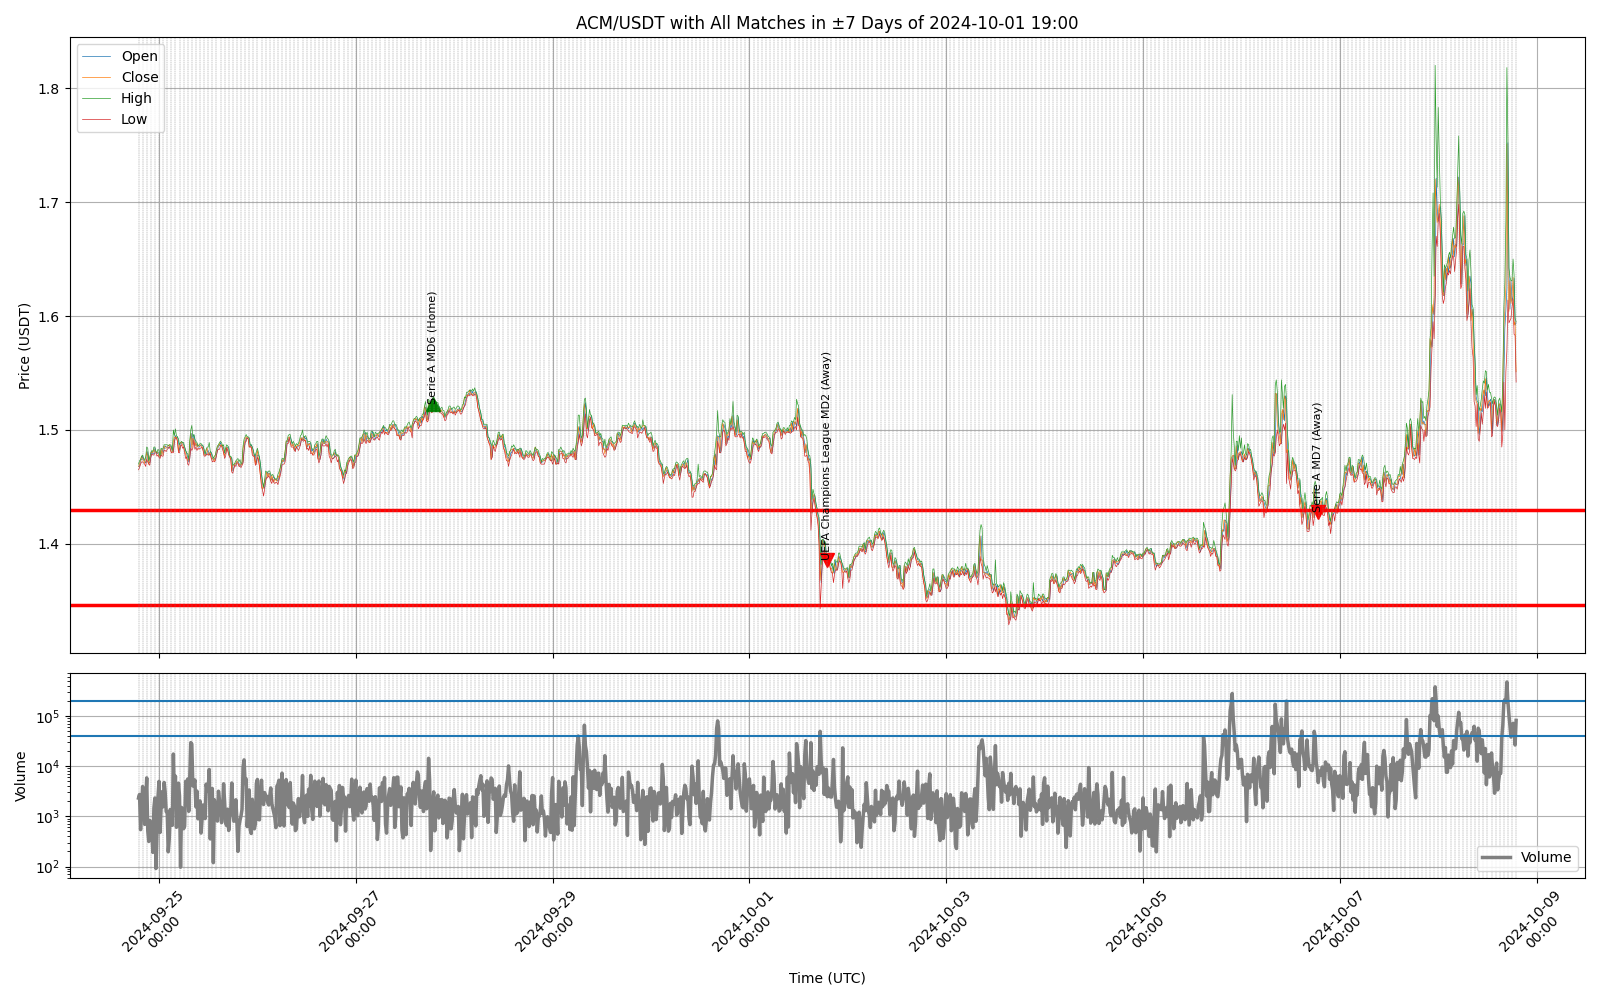 ACM/USDT with All Matches in ±7 Days of 2024-10-01 19:00
Open
Close
High
Low
1.8
1.7
1.6
1.5
1.4
Price (USDT)
Serie A MD6 (Home)
UEFA Champions League MD2 (Away)
Serie A MD7 (Away)
10^5
10^4
10^3
10^2
Volume
Volume
2024-09-25
00:00
2024-09-27
00:00
2024-09-29
00:00
2024-10-01
00:00
2024-10-03
00:00
2024-10-05
00:00
2024-10-07
00:00
2024-10-09
00:00
Time (UTC)